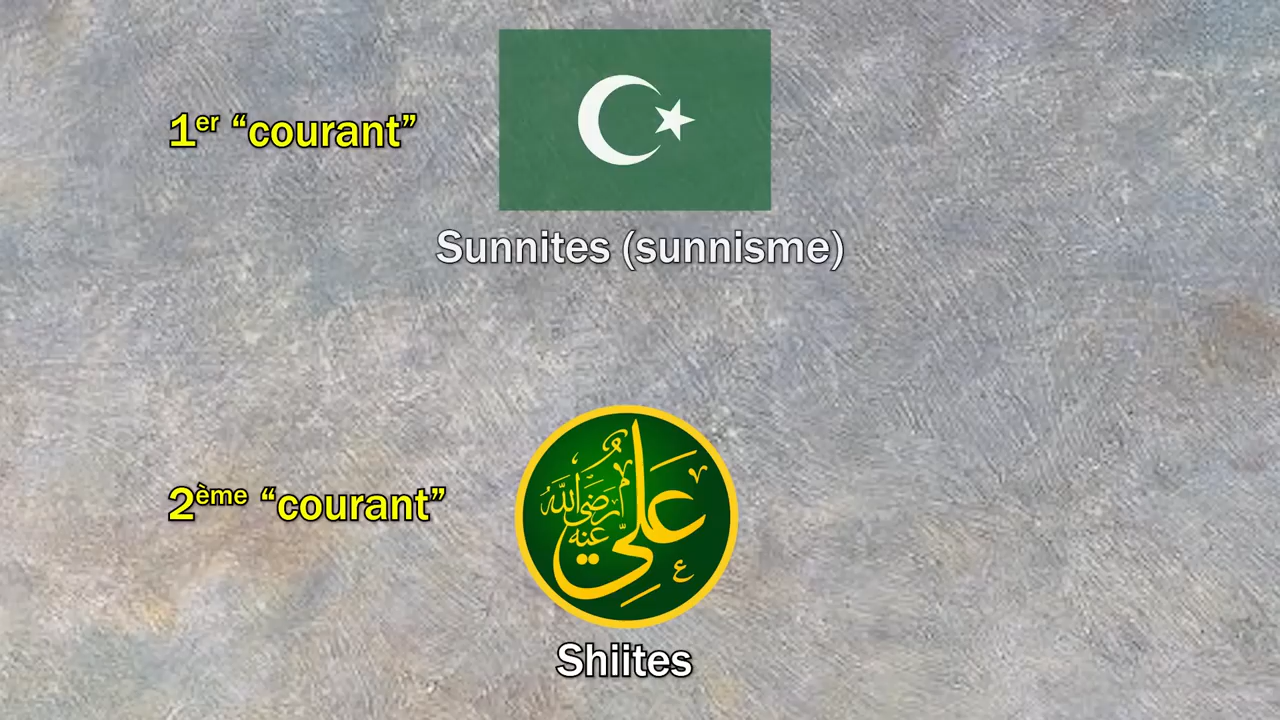 1er “courant”
Sunnites (sunnisme)
2ème “courant”
علي رضي الله عنه
Shiites